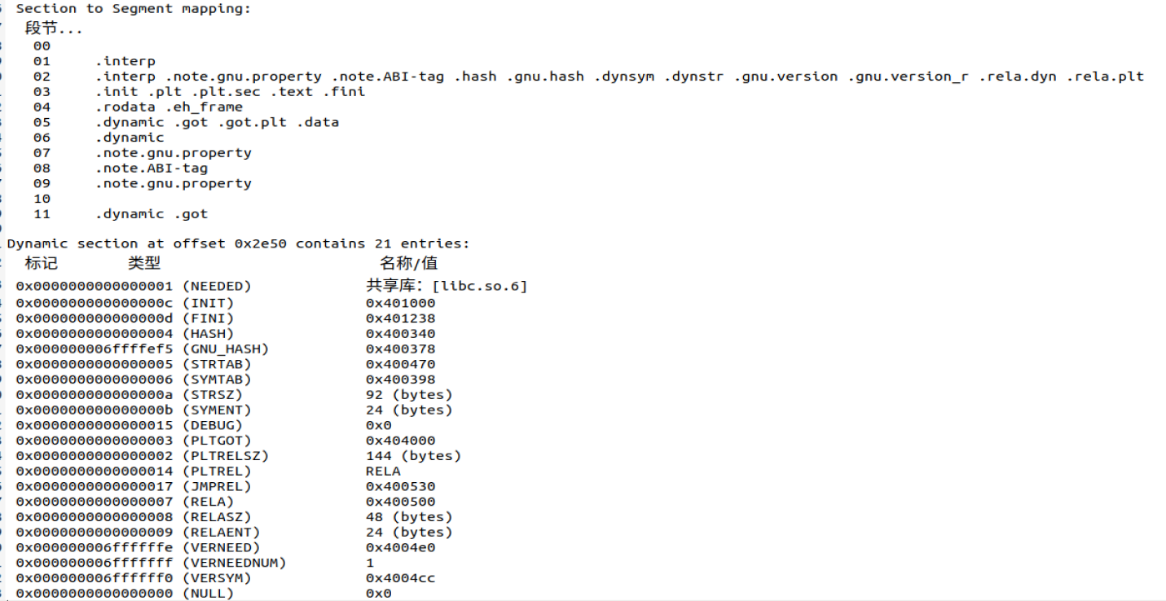 Section to Segment mapping:
段节...
00
01 .interp
02 .interp .note.gnu.property .note.ABI-tag .hash .gnu.hash .dynsym .dynstr .gnu.version .gnu.version_r .rela.dyn .rela.plt
03 .init .plt .plt.sec .text .fini
04 .rodata .eh_frame
05 .dynamic .got .got.plt .data
06 .dynamic
07 .note.gnu.property
08 .note.ABI-tag
09 .note.gnu.property
10
11 .dynamic .got
Dynamic section at offset 0x2e50 contains 21 entries:
标记 类型 名称/值
0x0000000000000001 (NEEDED) 共享库：[libc.so.6]
0x000000000000000c (INIT) 0x401000
0x000000000000000d (FINI) 0x401238
0x0000000000000004 (HASH) 0x400340
0x000000006ffffef5 (GNU_HASH) 0x400378
0x0000000000000005 (STRTAB) 0x400470
0x0000000000000006 (SYMTAB) 0x400398
0x000000000000000a (STRSZ) 92 (bytes)
0x000000000000000b (SYMENT) 24 (bytes)
0x0000000000000015 (DEBUG) 0x0
0x0000000000000003 (PLTGOT) 0x404000
0x0000000000000002 (PLTRELSZ) 144 (bytes)
0x0000000000000014 (PLTREL) RELA
0x0000000000000017 (JMPREL) 0x400530
0x0000000000000007 (RELA) 0x400500
0x0000000000000008 (RELASZ) 48 (bytes)
0x0000000000000009 (RELAENT) 24 (bytes)
0x000000006ffffffe (VERNEED) 0x4004e0
0x000000006fffffff (VERNEEDNUM) 1
0x000000006ffffff0 (VERSYM) 0x4004cc
0x0000000000000000 (NULL) 0x0